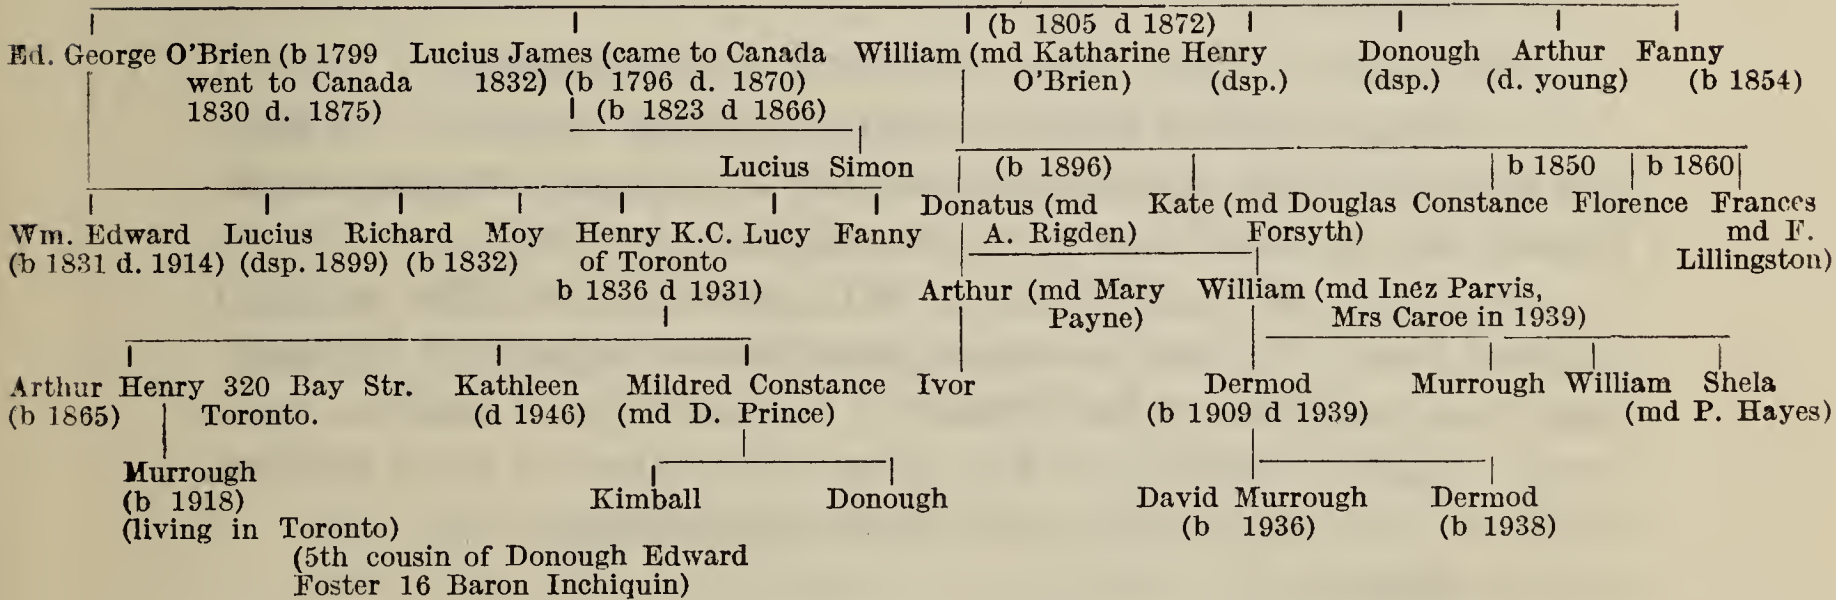 (b 1805 d 1872)
Ed. George O'Brien (b 1799 Lucius James (came to Canada William (md Katharine Henry Donough Arthur Fanny
went to Canada 1832) (b 1796 d. 1870) O'Brien) (dsp.) (dsp.) (d. young) (b 1854)
1830 d. 1875) (b 1823 d 1866)
Lucius Simon (b 1896) b 1850 b 1860
Donatus (md Kate (md Douglas Constance Florence Frances
Wm. Edward Lucius Richard Moy Henry K.C. Lucy Fanny A. Rigden) Forsyth) md F.
(b 1831 d. 1914) (dsp. 1899) (b 1832) of Toronto Lillingston)
b 1836 d 1931) Arthur (md Mary William (md Inez Parvis,
Payne) Mrs Caroe in 1939)
Arthur Henry 320 Bay Str. Kathleen Mildred Constance Ivor Dermod Murrough William Shela
(b 1865) Toronto. (d 1946) (md D. Prince) (b 1909 d 1939) (md P. Hayes)
Murrough
(b 1918) Kimball Donough David Murrough Dermod
(living in Toronto) (b 1936) (b 1938)
(5th cousin of Donough Edward
Foster 16 Baron Inchiquin)